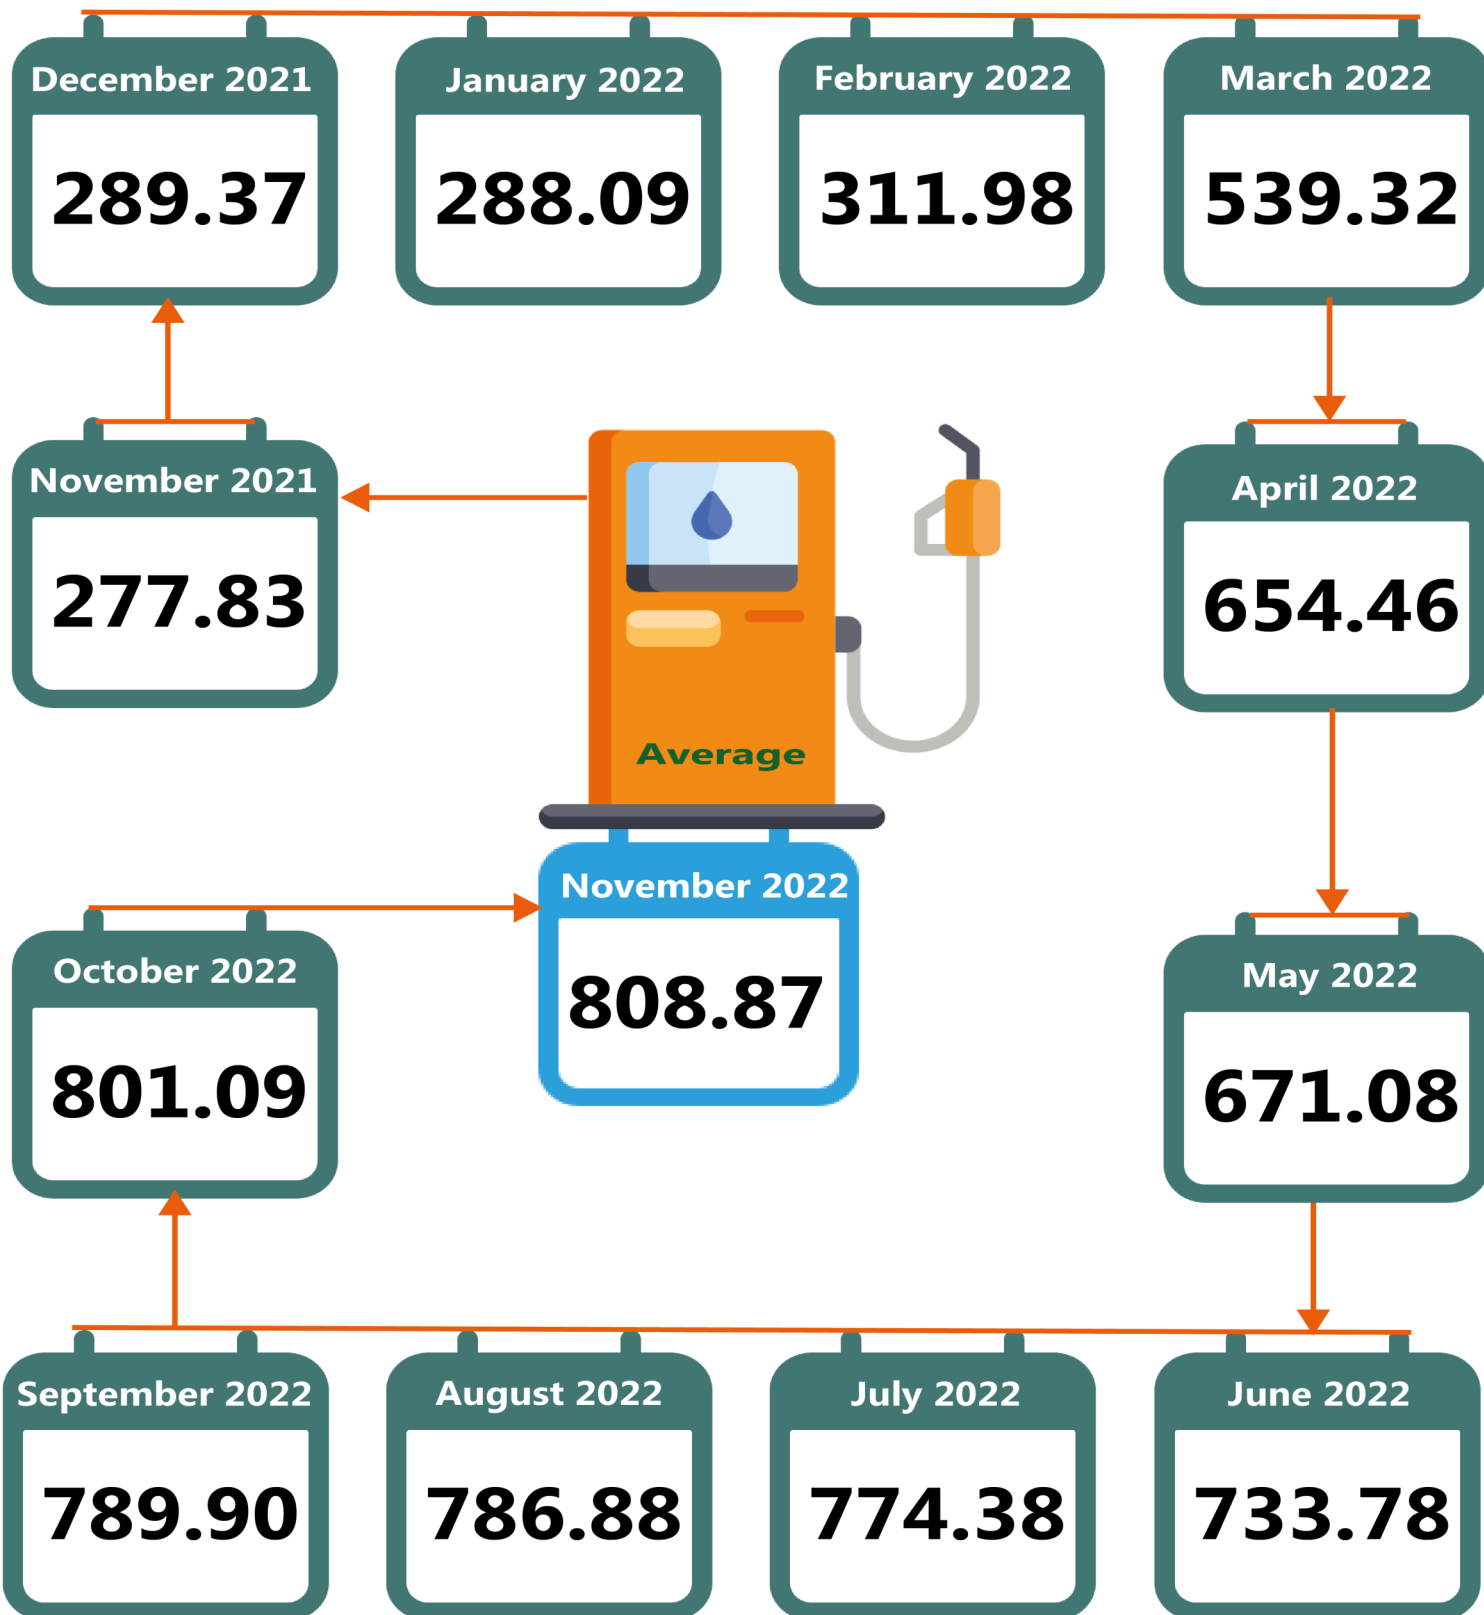 December 2021
289.37
January 2022
288.09
February 2022
311.98
March 2022
539.32
November 2021
277.83
April 2022
654.46
Average
November 2022
808.87
October 2022
801.09
May 2022
671.08
September 2022
789.90
August 2022
786.88
July 2022
774.38
June 2022
733.78